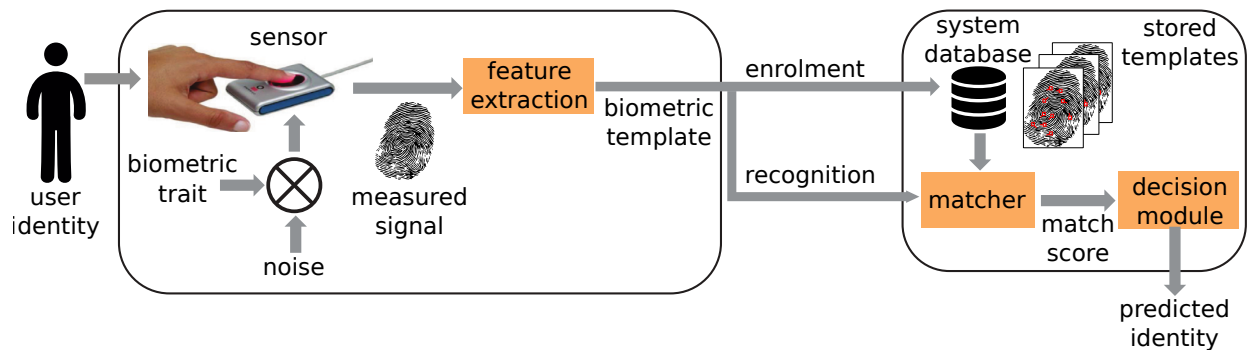 user
identity
sensor
biometric
trait
noise
measured
signal
feature
extraction
biometric
template
enrolment
recognition
system
database
stored
templates
matcher
match
score
decision
module
predicted
identity